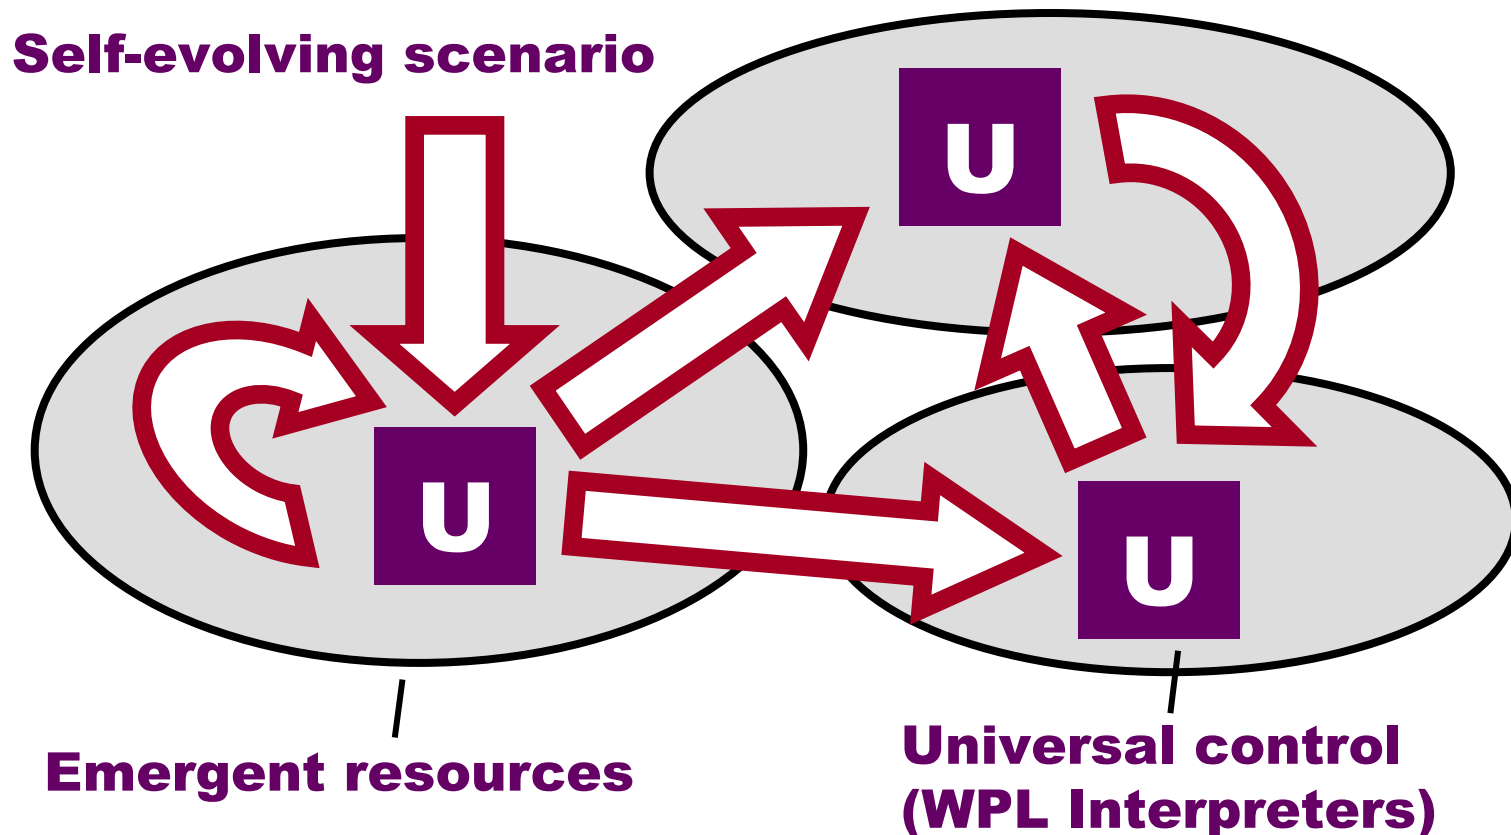 Self-evolving scenario
U
U
U
Emergent resources
Universal control
(WPL Interpreters)